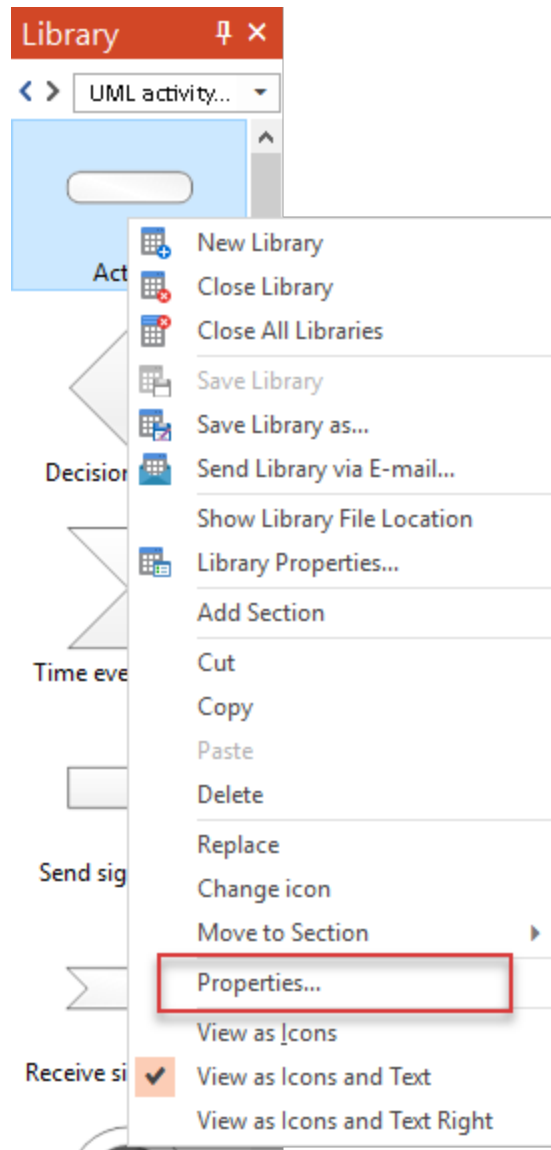 Library
UML activity...
Act
New Library
Close Library
Close All Libraries
Save Library
Save Library as...
Decision
Send Library via E-mail...
Show Library File Location
Library Properties...
Add Section
Cut
Time eve
Copy
Paste
Delete
Replace
Send sig
Change icon
Move to Section
Properties...
View as Icons
Receive si
View as Icons and Text
View as Icons and Text Right